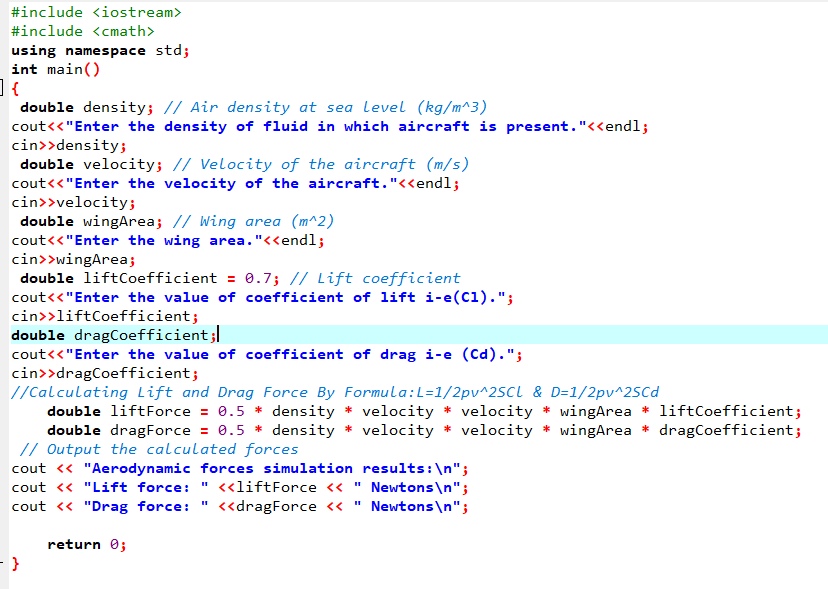 #include <iostream>
#include <cmath>
using namespace std;
int main()
{
 double density; // Air density at sea level (kg/m^3)
cout<<"Enter the density of fluid in which aircraft is present."<<endl;
cin>>density;
 double velocity; // Velocity of the aircraft (m/s)
cout<<"Enter the velocity of the aircraft."<<endl;
cin>>velocity;
 double wingArea; // Wing area (m^2)
cout<<"Enter the wing area."<<endl;
cin>>wingArea;
 double liftCoefficient = 0.7; // Lift coefficient
cout<<"Enter the value of coefficient of lift i-e(Cl).";
cin>>liftCoefficient;
double dragCoefficient;
cout<<"Enter the value of coefficient of drag i-e (Cd).";
cin>>dragCoefficient;
//Calculating Lift and Drag Force By Formula:L=1/2pv^2SCl & D=1/2pv^2SCd
    double liftForce = 0.5 * density * velocity * velocity * wingArea * liftCoefficient;
    double dragForce = 0.5 * density * velocity * velocity * wingArea * dragCoefficient;
 // Output the calculated forces
cout << "Aerodynamic forces simulation results:\n";
cout << "Lift force: " <<liftForce << " Newtons\n";
cout << "Drag force: " <<dragForce << " Newtons\n";

    return 0;
}